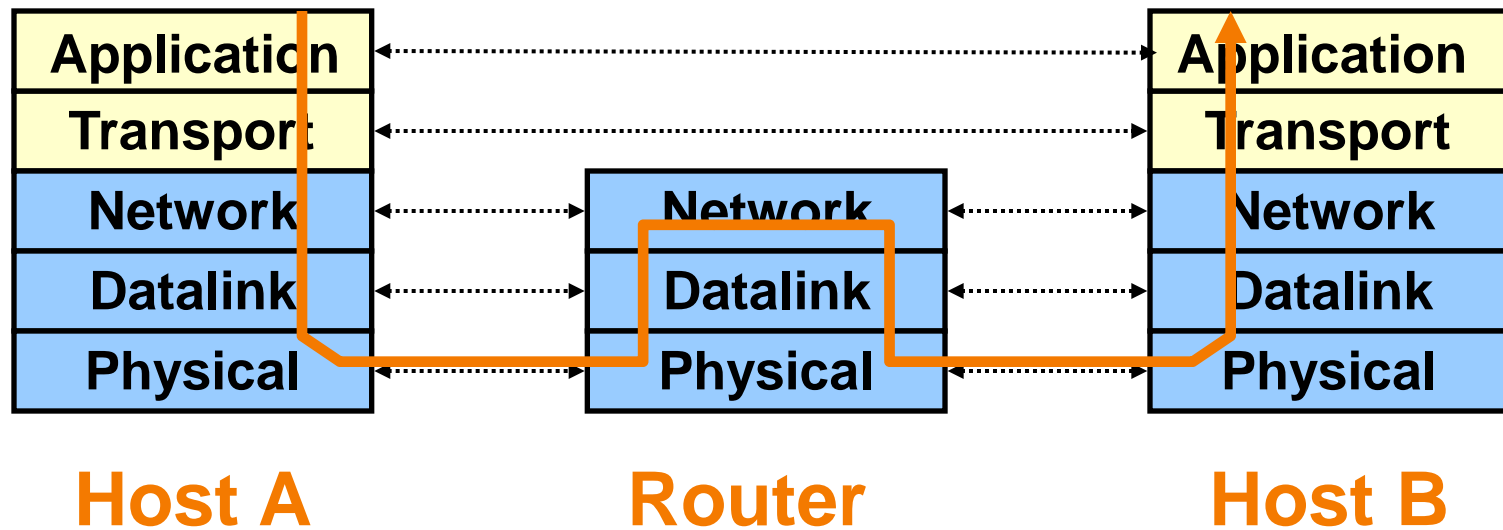 Application
Transport
Network
Datalink
Physical
Host A
Network
Datalink
Physical
Router
Application
Transport
Network
Datalink
Physical
Host B